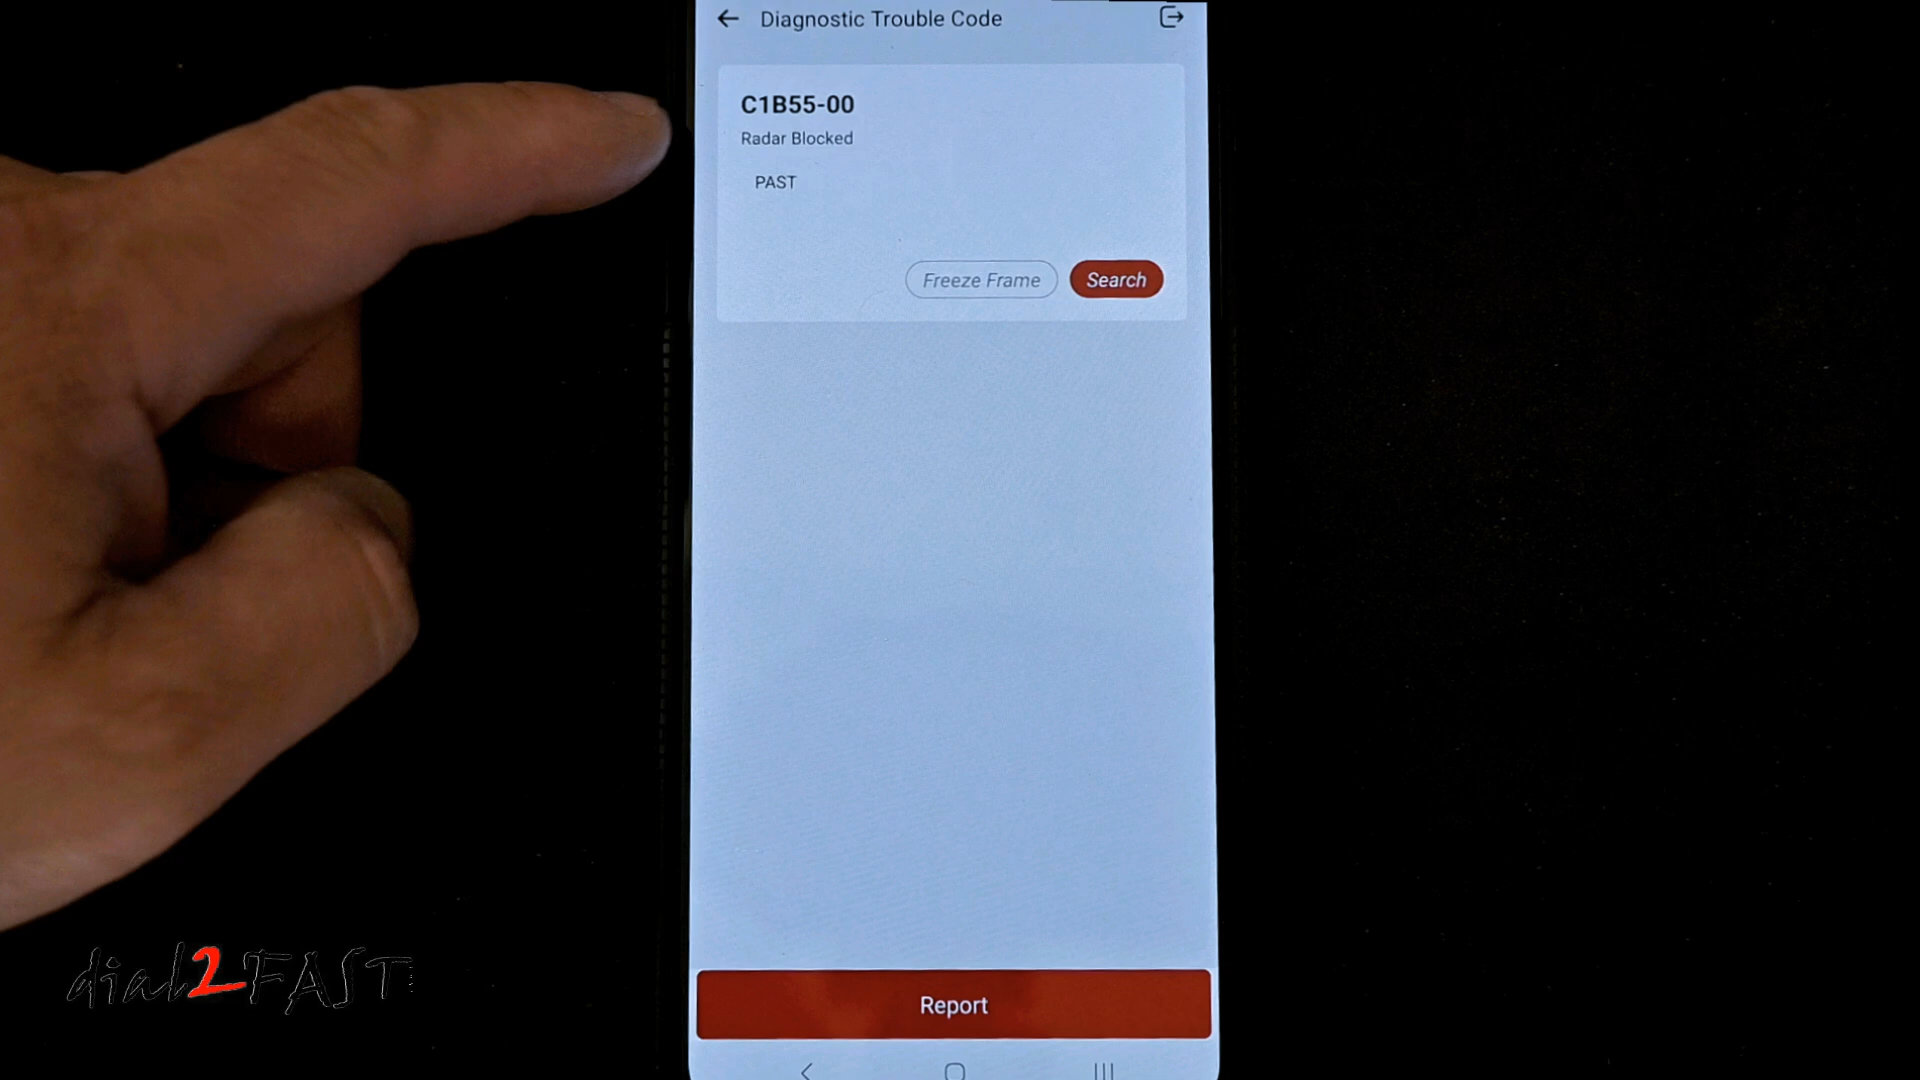 Diagnostic Trouble Code
C1B55-00
Radar Blocked
PAST
Freeze Frame
Search
Report
dial2FAST